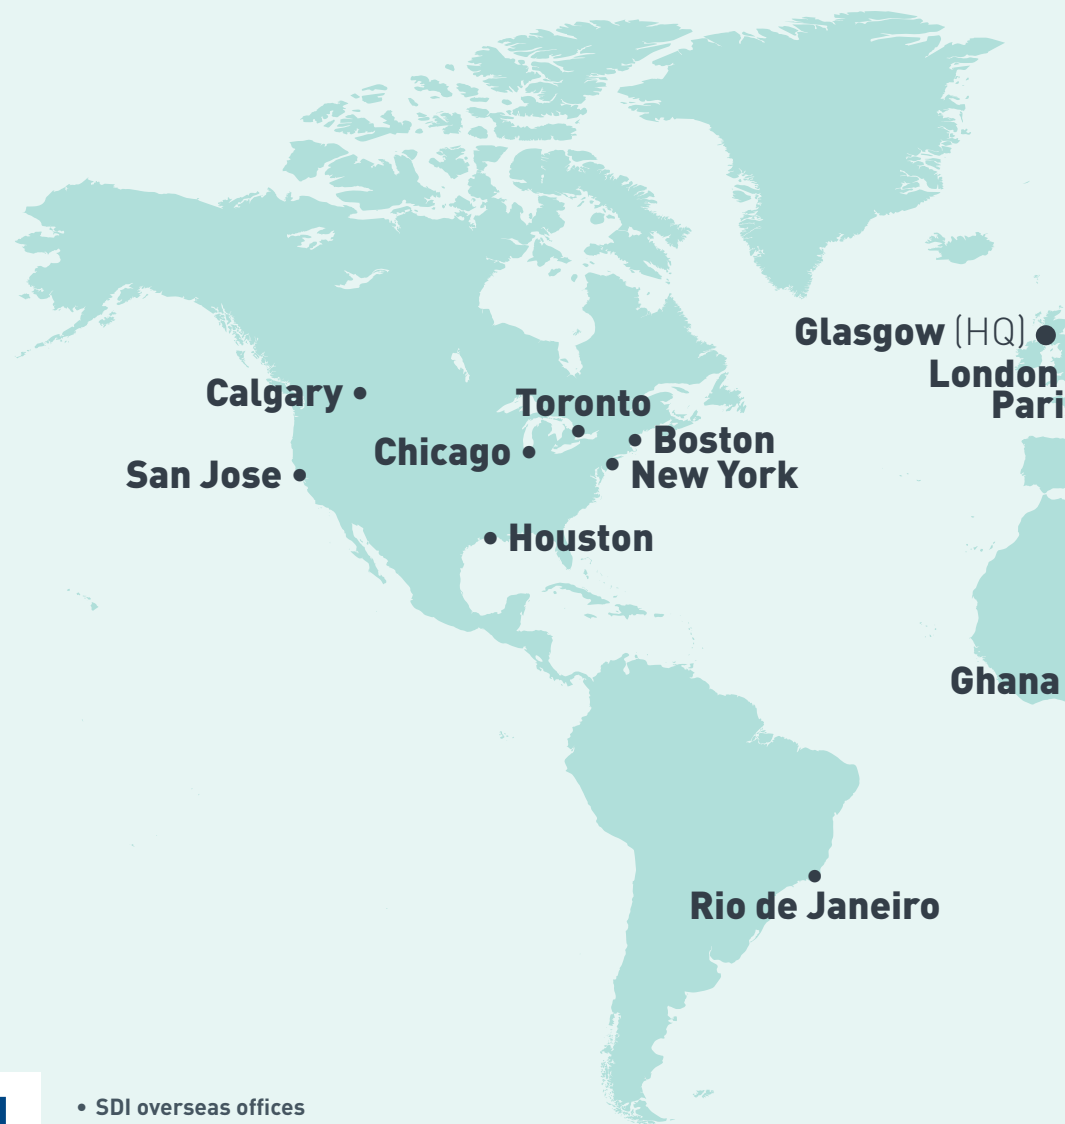 Glasgow (HQ)
London
Pari
Calgary
Toronto
Boston
Chicago
New York
San Jose
Houston
Ghana
Rio de Janeiro
• SDI overseas offices